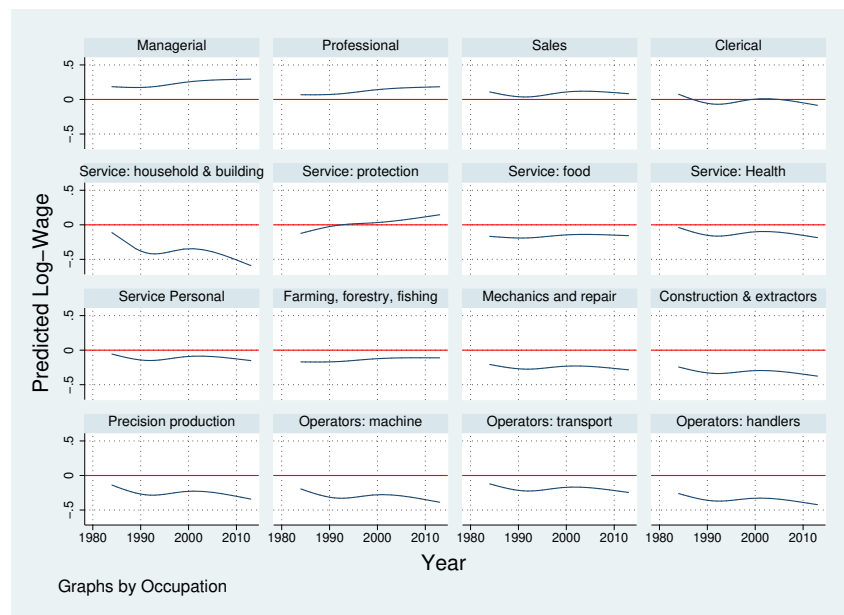 Managerial Professional Sales Clerical
.5
0
−.5
Service: household & building Service: protection Service: food Service: Health
.5
0
−.5
Service Personal Farming, forestry, fishing Mechanics and repair Construction & extractors
.5
0
−.5
Precision production Operators: machine Operators: transport Operators: handlers
.5
0
−.5
1980 1990 2000 2010 1980 1990 2000 2010 1980 1990 2000 2010 1980 1990 2000 2010
Predicted Log−Wage
Year
Graphs by Occupation